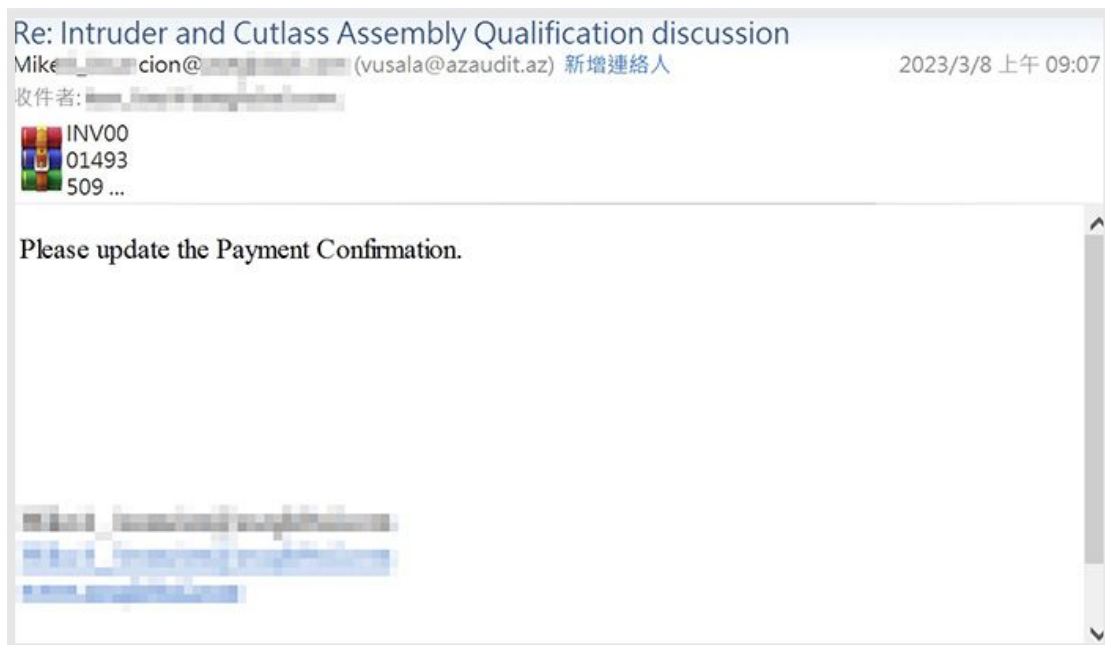 Re: Intruder and Cutlass Assembly Qualification discussion
Mike cion@ (vusala@azaudit.az) 新增連絡人 2023/3/8 上午 09:07
收件者:
INV00
01493
509 ...
Please update the Payment Confirmation.